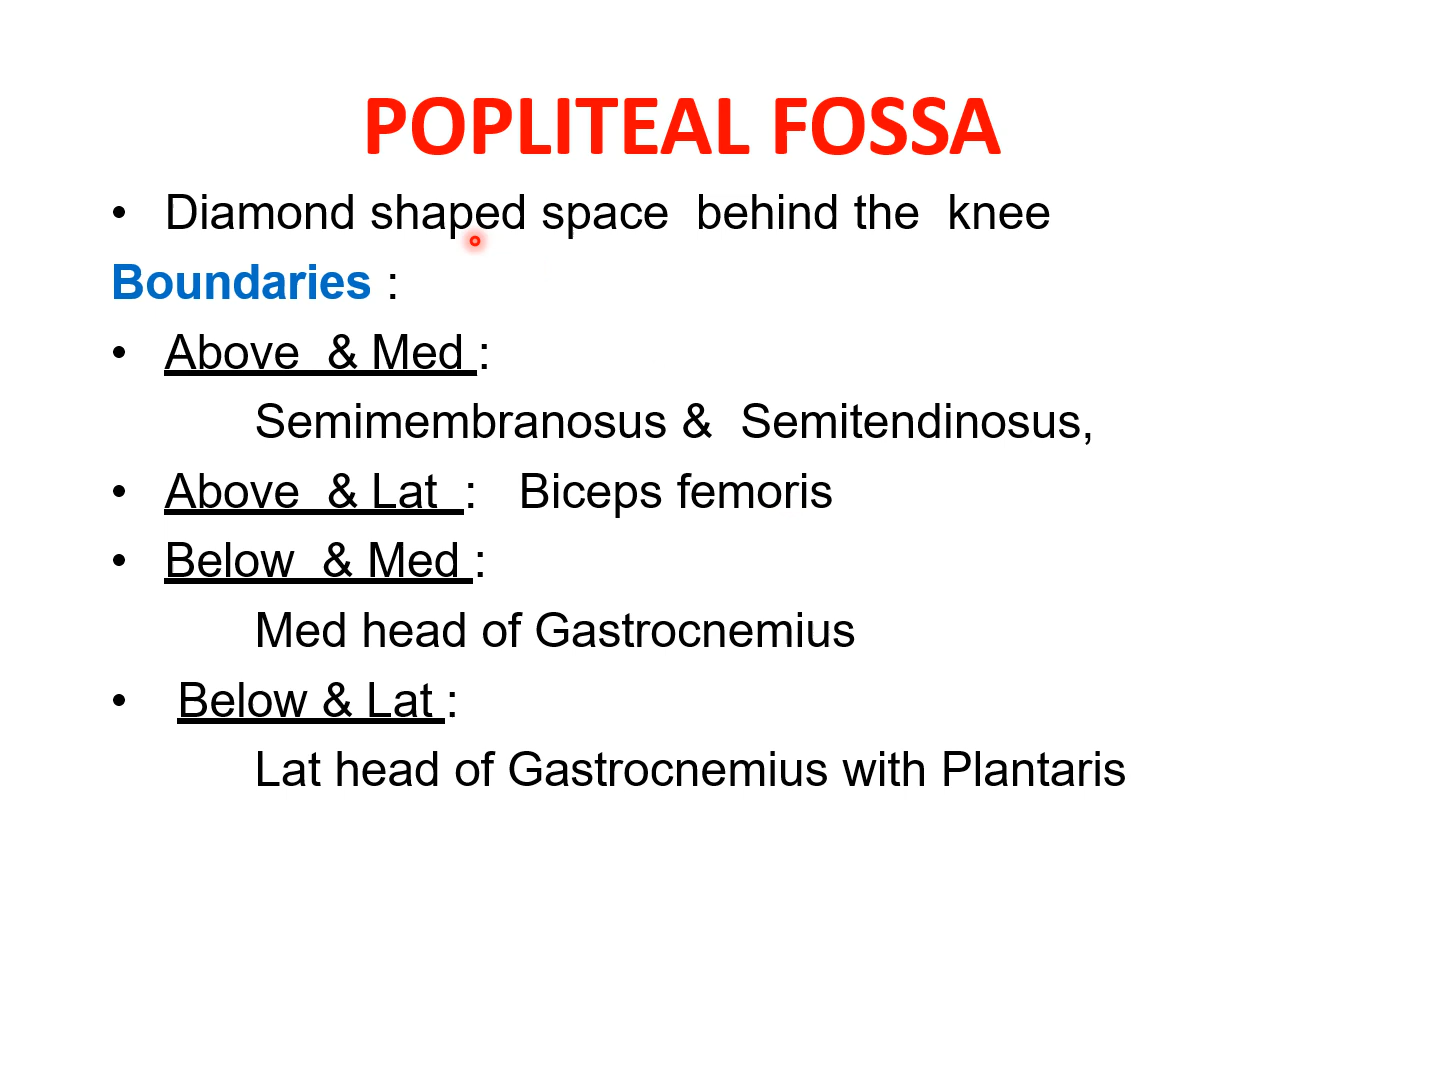 POPLITEAL FOSSA
• Diamond shaped space behind the knee
Boundaries :
• Above & Med :
Semimembranosus & Semitendinosus,
• Above & Lat : Biceps femoris
• Below & Med :
Med head of Gastrocnemius
• Below & Lat :
Lat head of Gastrocnemius with Plantaris